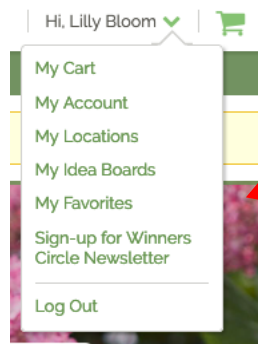 Hi, Lilly Bloom
My Cart
My Account
My Locations
My Idea Boards
My Favorites
Sign-up for Winners
Circle Newsletter
Log Out